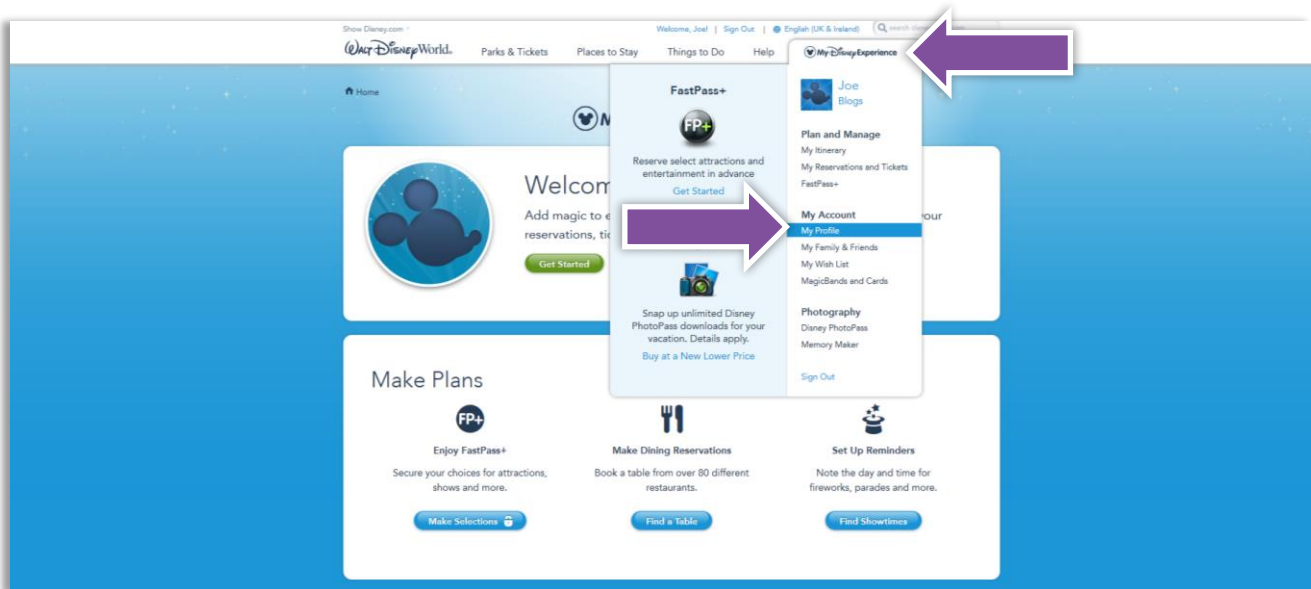 Show Disney.com
Welcome, Joe! | Sign Out | English (UK & Ireland)
Walt Disney World. Parks & Tickets Places to Stay Things to Do Help My Disney Experience
Home
FastPass+
Joe
Blogs
FP+
Reserve select attractions and
entertainment in advance
Get Started
Plan and Manage
My Itinerary
My Reservations and Tickets
FastPass+
My Account
My Profile
My Family & Friends
My Wish List
MagicBands and Cards
Photography
Disney PhotoPass
Memory Maker
Sign Out
Snap up unlimited Disney
PhotoPass downloads for your
vacation. Details apply.
Buy at a New Lower Price
Add magic to
your
Get Started
Make Plans
FP+
Enjoy FastPass+
Secure your choices for attractions,
shows and more.
Make Selections
Make Dining Reservations
Book a table from over 80 different
restaurants.
Find a Table
Set Up Reminders
Note the day and time for
fireworks, parades and more.
Find Showtimes